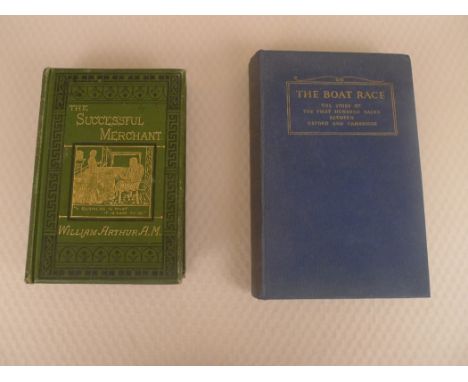 THE
SUCCESSFUL
MERCHANT
WILLIAM ARTHUR, A.M.
THE BOAT RACE
THE STORY OF
THE FIRST HUNDRED RACES
BETWEEN
OXFORD AND CAMBRIDGE